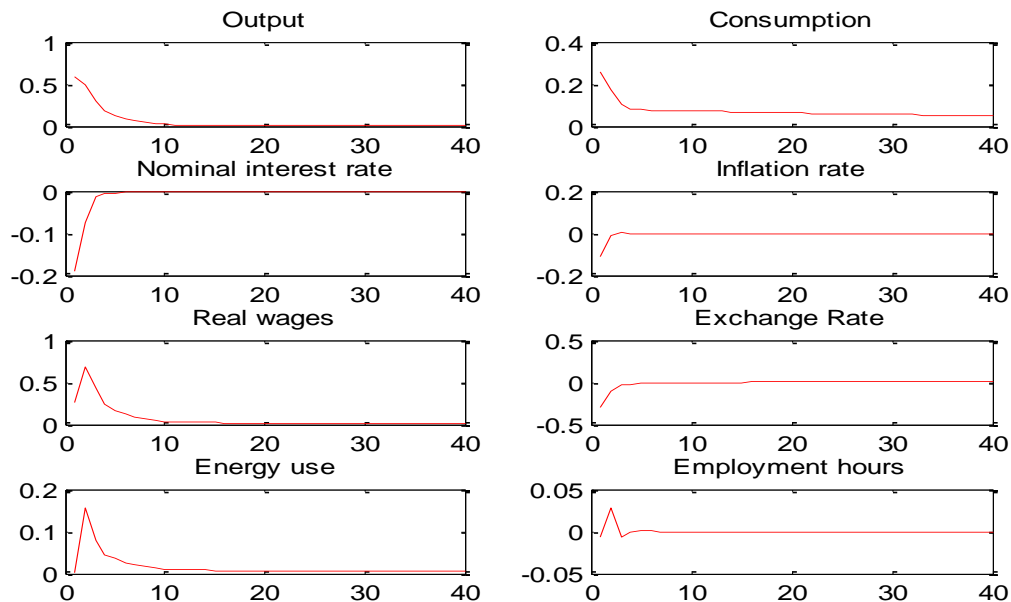 Output
1
0.5
0
0 10 20 30 40
Consumption
0.4
0.2
0
0 10 20 30 40
Nominal interest rate
0
-0.1
-0.2
0 10 20 30 40
Inflation rate
0.2
0
-0.2
0 10 20 30 40
Real wages
1
0.5
0
0 10 20 30 40
Exchange Rate
0.5
0
-0.5
0 10 20 30 40
Energy use
0.2
0.1
0
0 10 20 30 40
Employment hours
0.05
0
-0.05
0 10 20 30 40